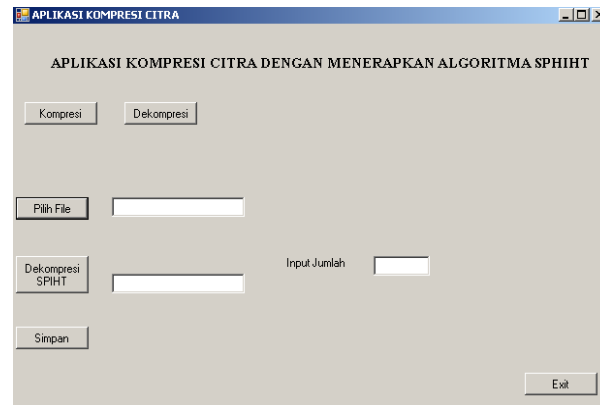 APLIKASI KOMPRESI CITRA
APLIKASI KOMPRESI CITRA DENGAN MENERAPKAN ALGORITMA SPHIHT
Kompresi Dekompresi
Pilih File
Dekompresi
SPIHT
Input Jumlah
Simpan
Exit